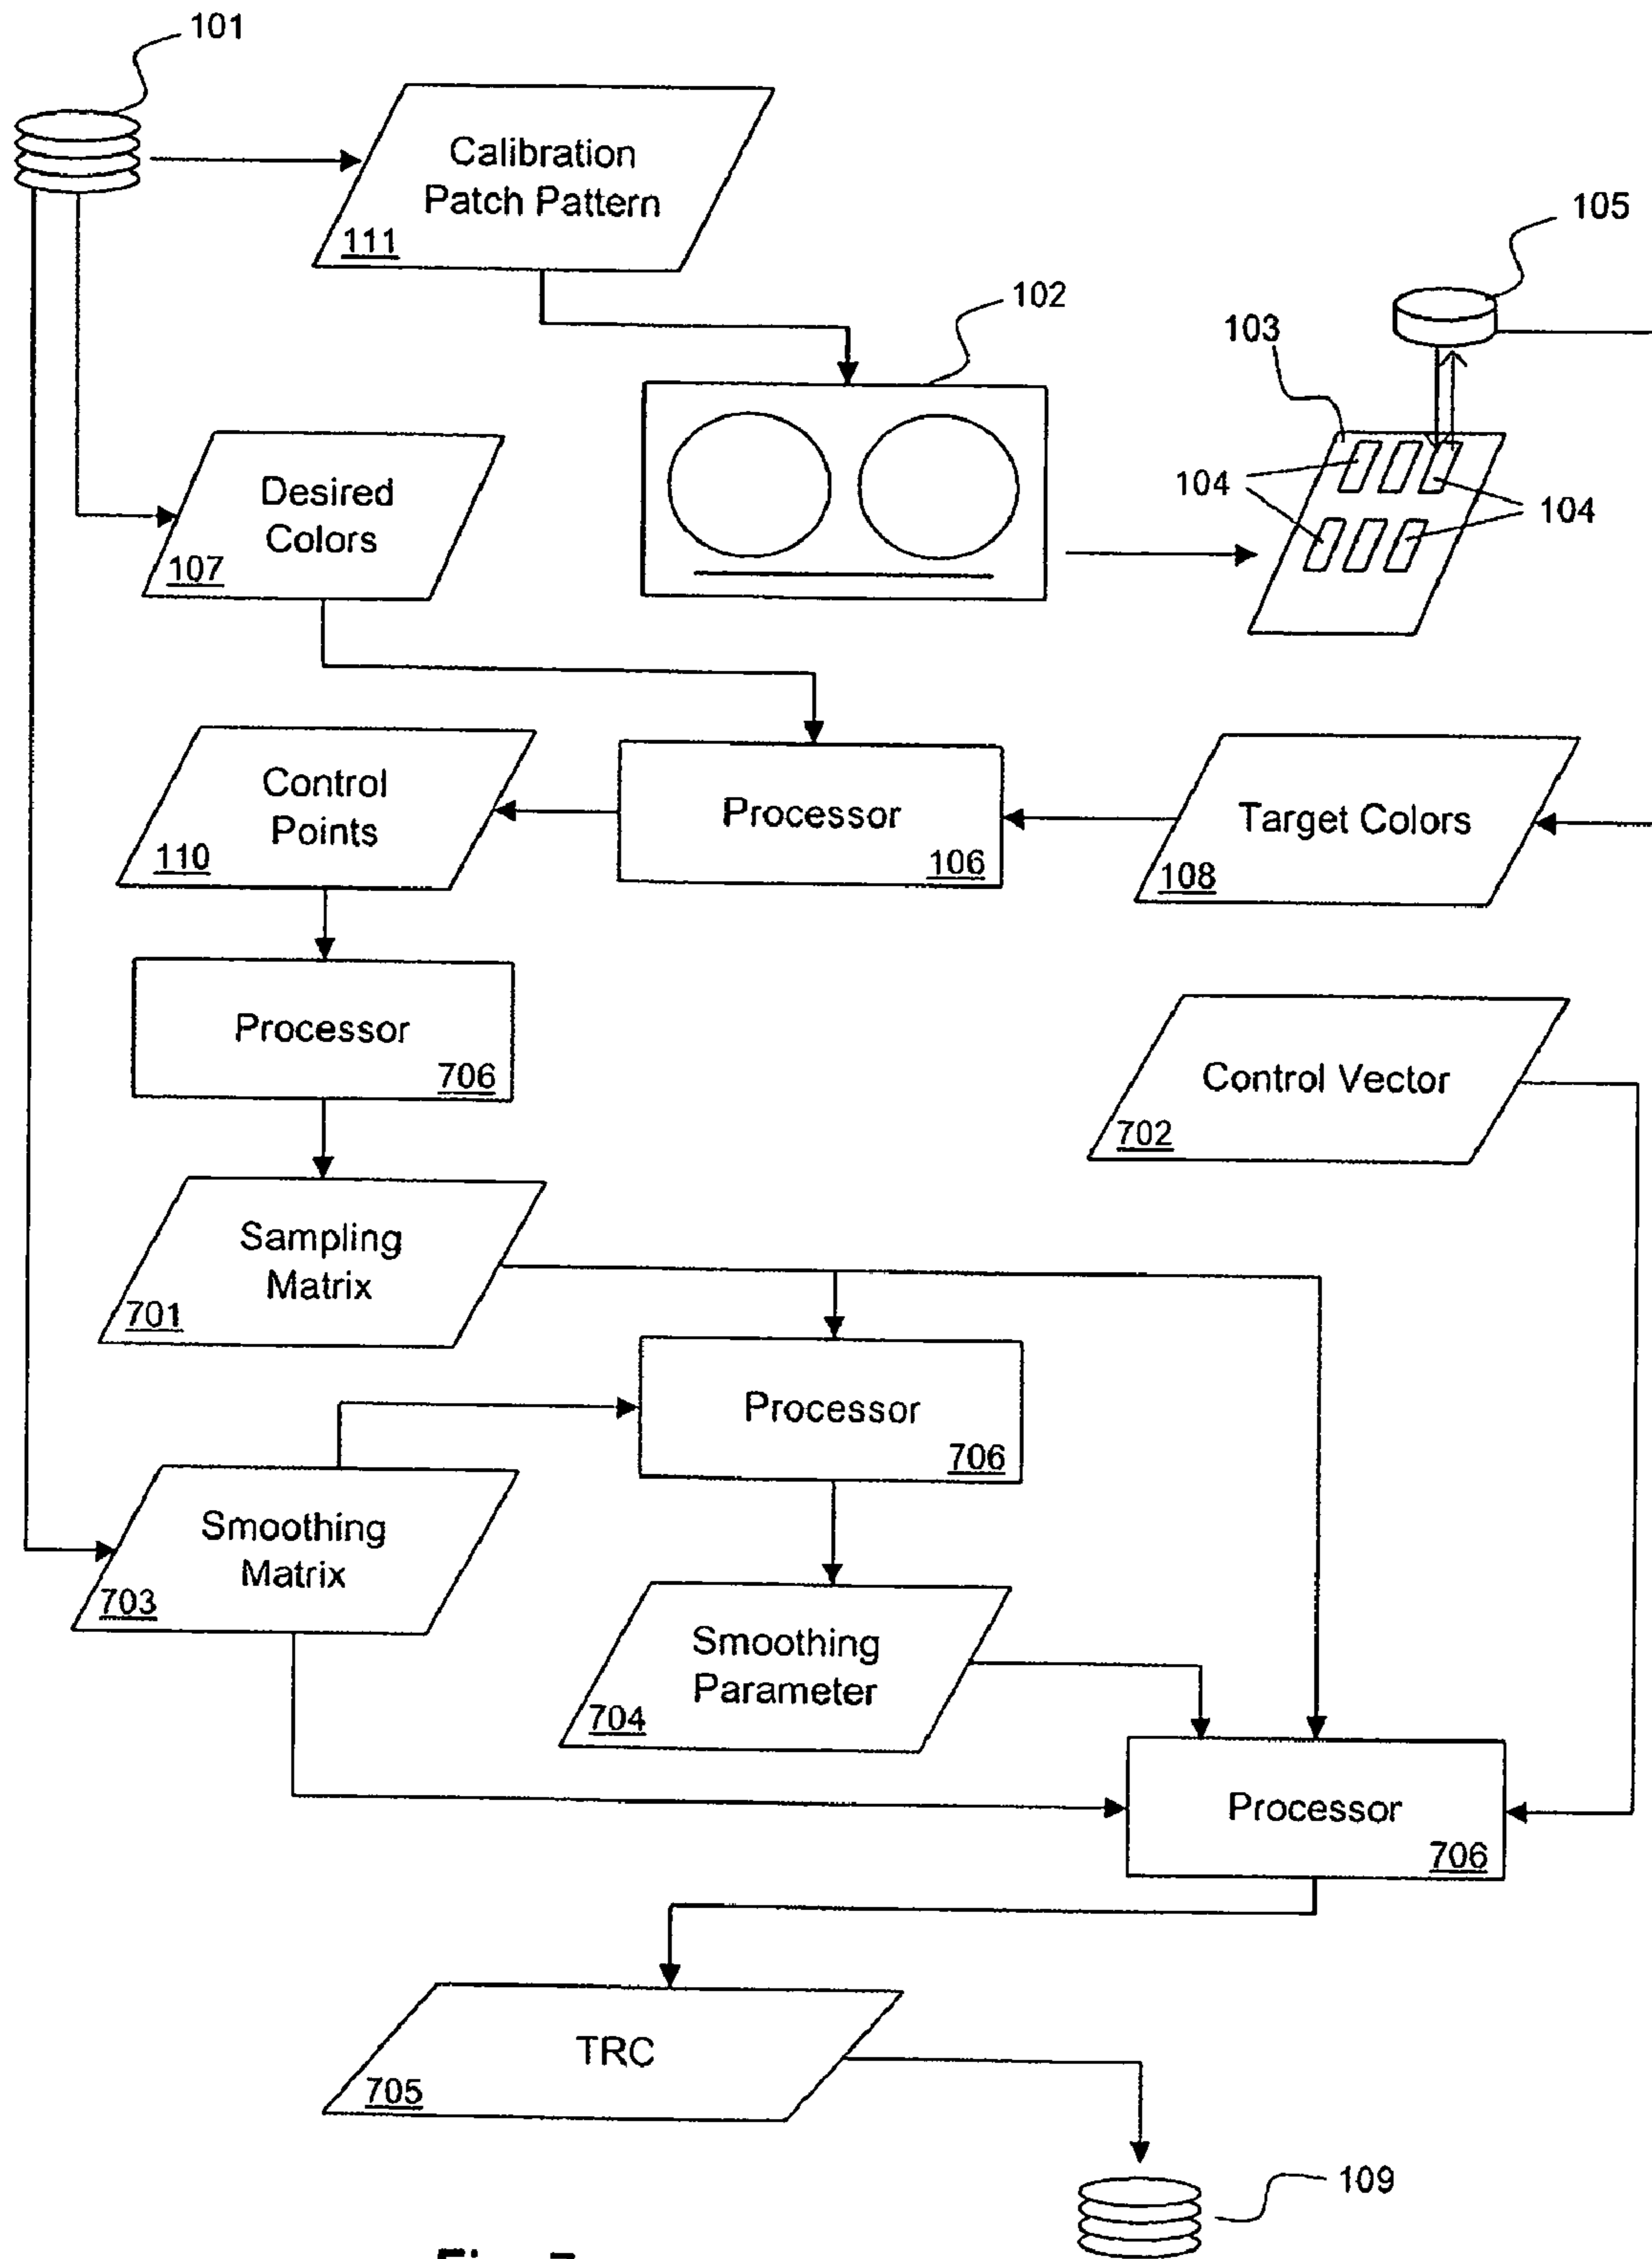 101
Calibration
Patch Pattern
111
105
102
103
Desired
Colors
107
104
104
Control
Points
110
Processor
106
Target Colors
108
Processor
706
Control Vector
702
Sampling
Matrix
701
Processor
706
Smoothing
Matrix
703
Smoothing
Parameter
704
Processor
706
TRC
705
109